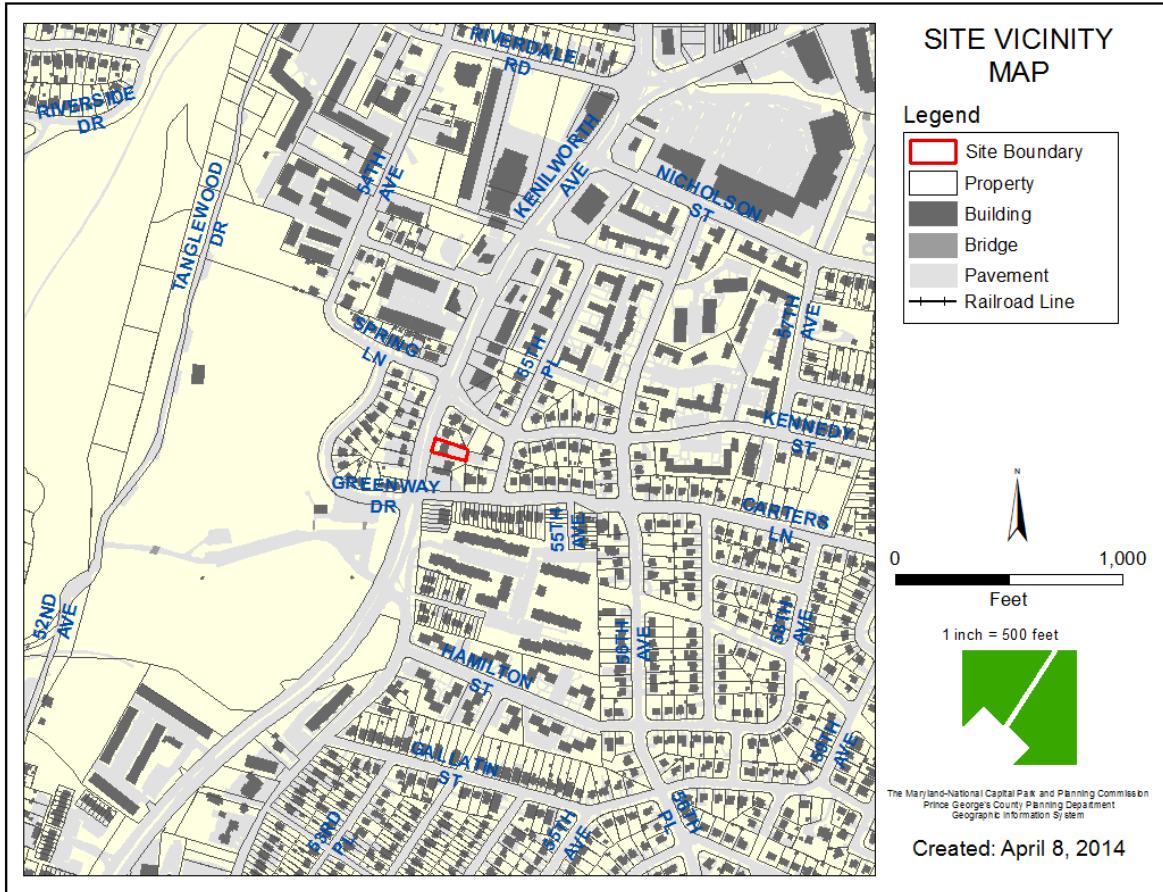 RIVERDALE
RD
RIVERSIDE
DR
TANGLEWOOD
DR
54TH
AVE
KENILWORTH
AVE
NICHOLSON
ST
57TH
AVE
SPRING
LN
55TH
PL
KENNEDY
ST
GREENWAY
DR
55TH
AVE
CARTERS
LN
52ND
AVE
56TH
AVE
58TH
AVE
HAMILTON
ST
59TH
AVE
GALLATIN
ST
53RD
PL
55TH
AVE
56TH
PL
SITE VICINITY
MAP
Legend
Site Boundary
Property
Building
Bridge
Pavement
Railroad Line
N
0 1,000
Feet
1 inch = 500 feet
The Maryland-National Capital Park and Planning Commission
Prince George's County Planning Department
Geographic Information System
Created: April 8, 2014